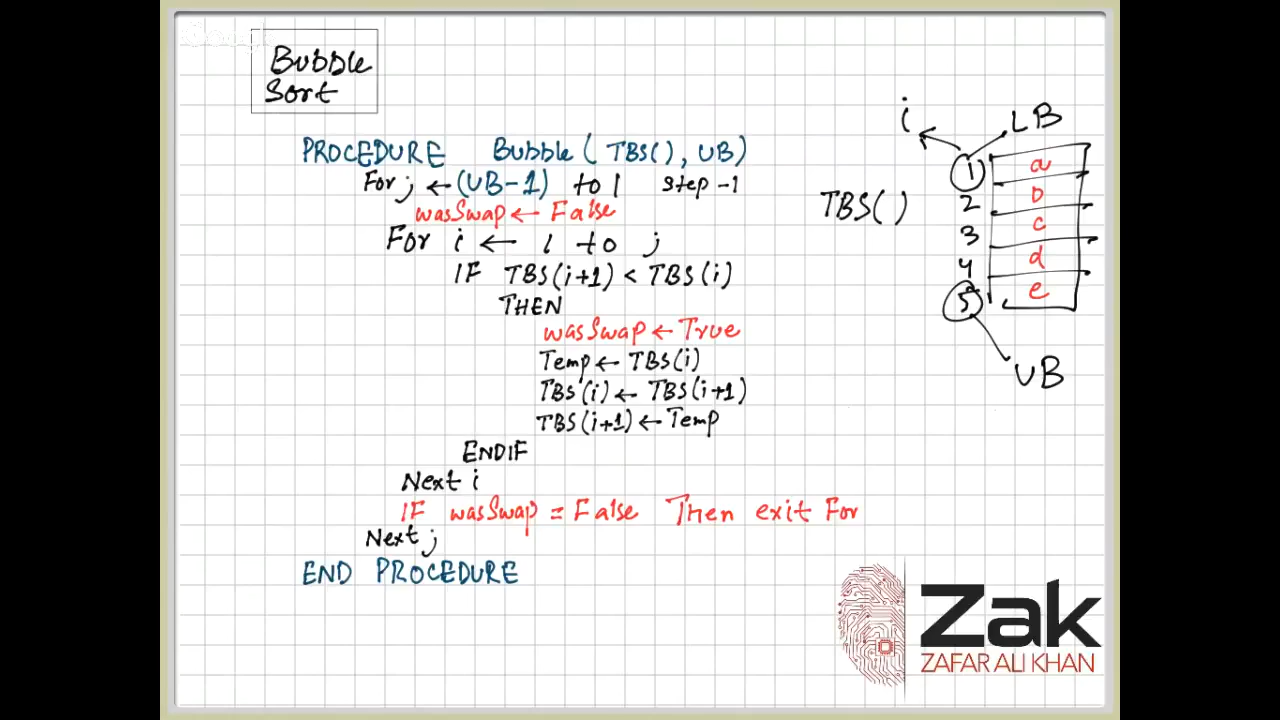 Bubble
Sort
PROCEDURE Bubble( TBS(), UB)
For j ← (UB-1) to 1 Step -1
wasSwap ← False
For i ← 1 to j
IF TBS(i+1) < TBS(i)
THEN
wasSwap ← True
Temp ← TBS(i)
TBS(i) ← TBS(i+1)
TBS(i+1) ← Temp
ENDIF
Next i
IF wasSwap = False Then exit For
Next j
END PROCEDURE
i LB
TBS()
1 a
2 b
3 c
4 d
5 e
UB
Zak
ZAFAR ALI KHAN